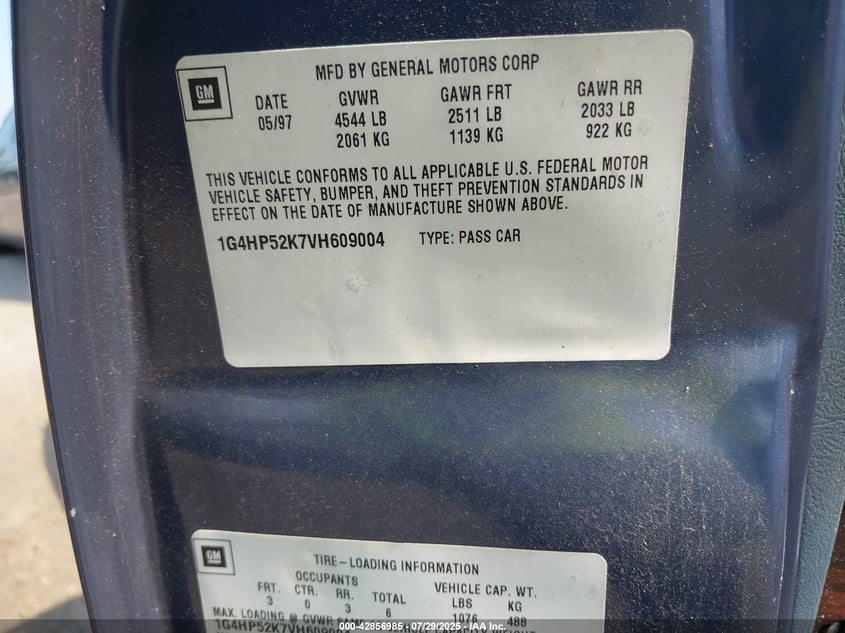 GM
MFD BY GENERAL MOTORS CORP
DATE GVWR GAWR FRT GAWR RR
05/97 4544 LB 2511 LB 2033 LB
2061 KG 1139 KG 922 KG
THIS VEHICLE CONFORMS TO ALL APPLICABLE U.S. FEDERAL MOTOR
VEHICLE SAFETY, BUMPER, AND THEFT PREVENTION STANDARDS IN
EFFECT ON THE DATE OF MANUFACTURE SHOWN ABOVE.
1G4HP52K7VH609004 TYPE: PASS CAR
GM
TIRE-LOADING INFORMATION
OCCUPANTS VEHICLE CAP. WT.
FRT. CTR. RR. TOTAL LBS KG
3 0 3 6 1076 488
MAX. LOADING @ GVWR
1G4HP52K7VH609004
000-42856985 - 07/29/2025 - IAA Inc.